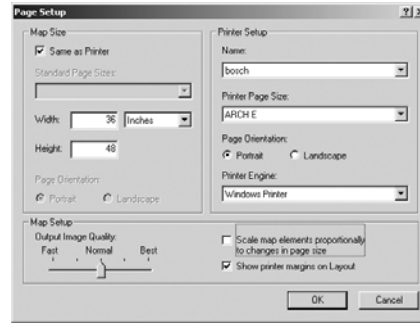 Page Setup
Map Size
Same as Printer
Standard Page Sizes:
Width: 36 Inches
Height: 48
Page Orientation:
Portrait Landscape
Printer Setup
Name:
bosch
Printer Page Size:
ARCH E
Page Orientation:
Portrait Landscape
Printer Engine:
Windows Printer
Map Setup
Output Image Quality:
Fast Normal Best
Scale map elements proportionally
to changes in page size
Show printer margins on Layout
OK Cancel